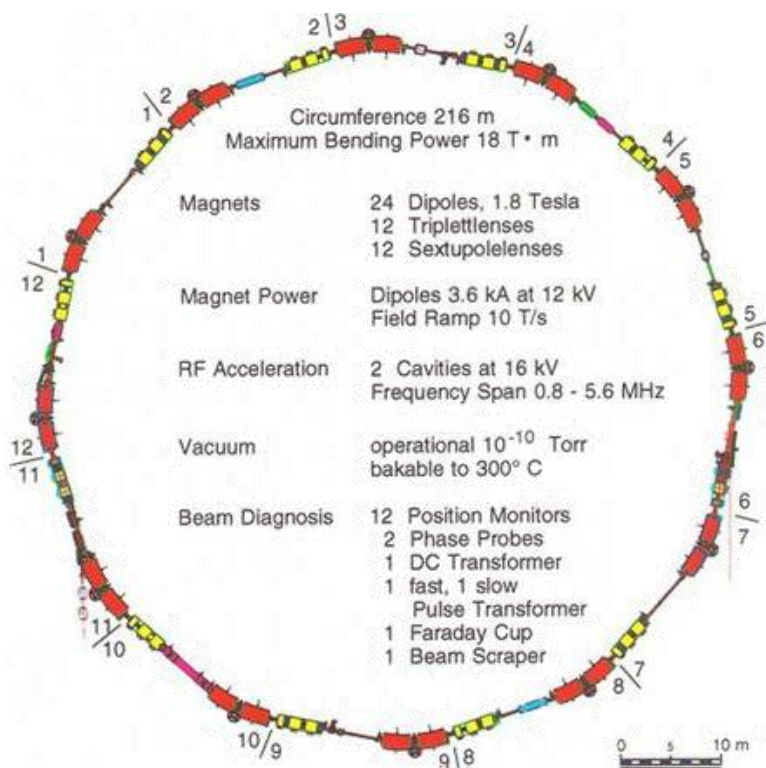 2/3
3/4
1/2
Circumference 216 m
Maximum Bending Power 18 T • m
4/5
Magnets 24 Dipoles, 1.8 Tesla
12 Triplettlenses
12 Sextupolelenses
1/12
Magnet Power Dipoles 3.6 kA at 12 kV
Field Ramp 10 T/s
5/6
RF Acceleration 2 Cavities at 16 kV
Frequency Span 0.8 - 5.6 MHz
12/11
Vacuum operational 10⁻¹⁰ Torr
bakable to 300° C
6/7
Beam Diagnosis 12 Position Monitors
2 Phase Probes
1 DC Transformer
1 fast, 1 slow
Pulse Transformer
1 Faraday Cup
1 Beam Scraper
11/10
7/8
10/9
9/8
0 5 10 m